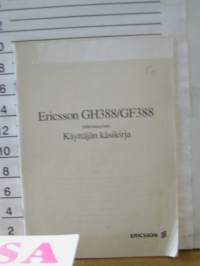 Ericsson GH388/GF388
Käyttäjän käsikirja
ERICSSON
SA